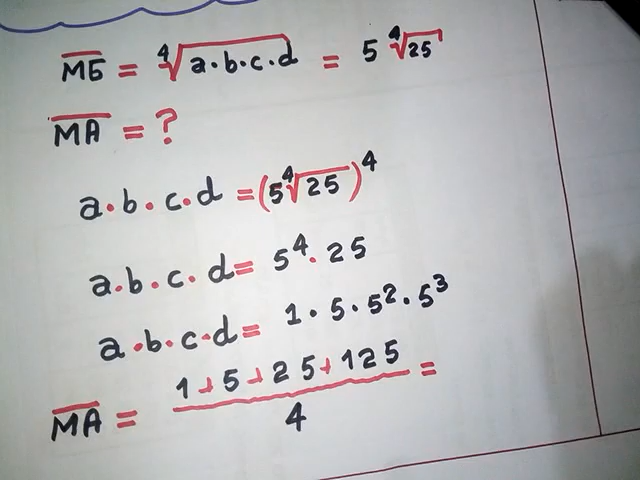 MБ = ⁴√a·b·c·d = 5 ⁴√25
MA = ?
a·b·c·d = (5 ⁴√25)⁴
a·b·c·d = 5⁴·25
a·b·c·d = 1·5·5²·5³
MA = (1+5+25+125)/4 =